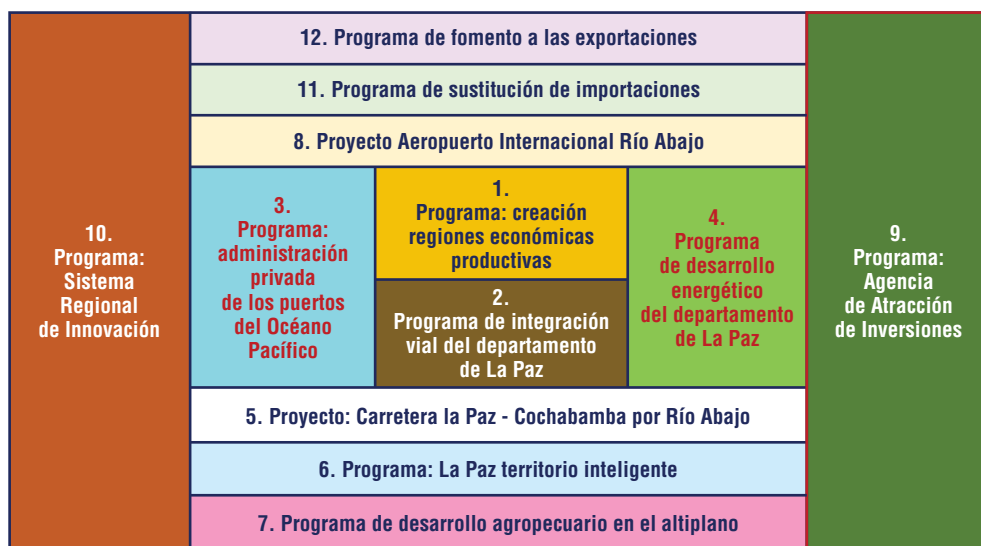 12. Programa de fomento a las exportaciones
11. Programa de sustitución de importaciones
8. Proyecto Aeropuerto Internacional Río Abajo
10.
Programa:
Sistema
Regional
de Innovación
3.
Programa:
administración
privada
de los puertos
del Océano
Pacífico
1.
Programa: creación
regiones económicas
productivas
2.
Programa de integración
vial del departamento
de La Paz
4.
Programa
de desarrollo
energético
del departamento
de La Paz
9.
Programa:
Agencia
de Atracción
de Inversiones
5. Proyecto: Carretera la Paz - Cochabamba por Río Abajo
6. Programa: La Paz territorio inteligente
7. Programa de desarrollo agropecuario en el altiplano